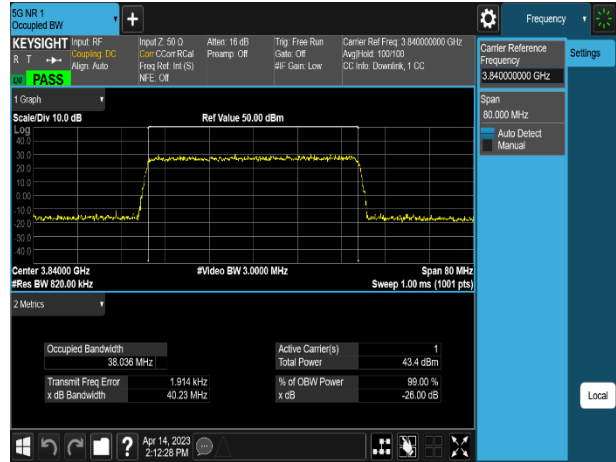 5G NR 1
Occupied BW
Frequency
KEYSIGHT
R T
LXI
PASS
Input: RF
Coupling: DC
Align: Auto
Input Z: 50 Ω
Corr CCorr RCal
Freq Ref: Int (S)
NFE: Off
Atten: 16 dB
Preamp: Off
Trig: Free Run
Gate: Off
#IF Gain: Low
Carrier Ref Freq: 3.840000000 GHz
Avg|Hold: 100/100
CC Info: Downlink, 1 CC
Carrier Reference
Frequency
3.840000000 GHz
Settings
Span
80.000 MHz
Auto Detect
Manual
1 Graph
Scale/Div 10.0 dB
Ref Value 50.00 dBm
Log
40.0
30.0
20.0
10.0
0.00
-10.0
-20.0
-30.0
-40.0
Center 3.84000 GHz
#Video BW 3.0000 MHz
Span 80 MHz
#Res BW 820.00 kHz
Sweep 1.00 ms (1001 pts)
2 Metrics
Occupied Bandwidth
38.036 MHz
Transmit Freq Error 1.914 kHz
x dB Bandwidth 40.23 MHz
Active Carrier(s) 1
Total Power 43.4 dBm
% of OBW Power 99.00 %
x dB -26.00 dB
Local
?
Apr 14, 2023
2:12:28 PM